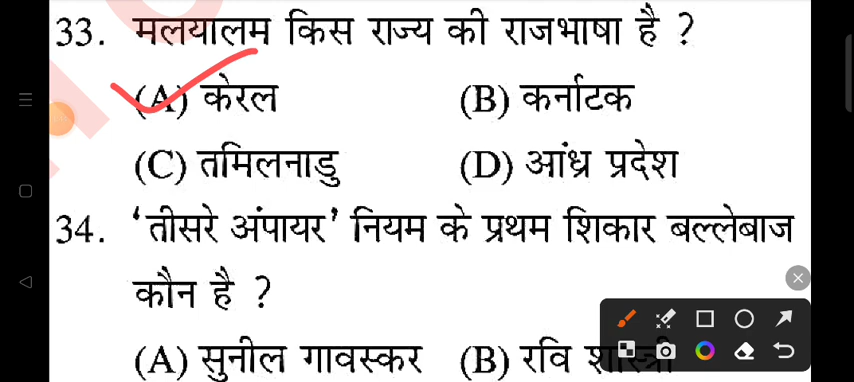 33. मलयालम किस राज्य की राजभाषा है ?
(A) केरल (B) कर्नाटक
(C) तमिलनाडु (D) आंध्र प्रदेश
34. ‘तीसरे अंपायर’ नियम के प्रथम शिकार बल्लेबाज
कौन है ?
(A) सुनील गावस्कर (B) रवि शास्त्री